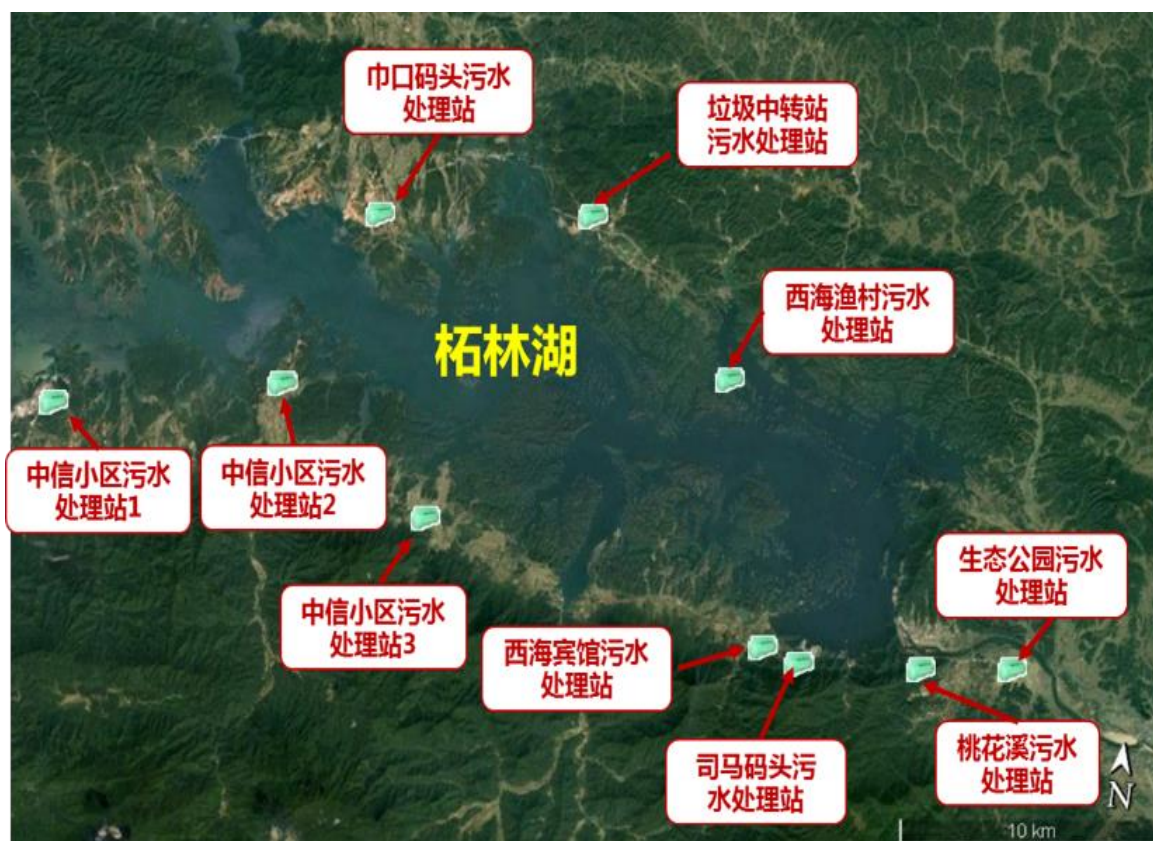 巾口码头污水
处理站
垃圾中转站
污水处理站
西海渔村污水
处理站
柘林湖
中信小区污水
处理站1
中信小区污水
处理站2
中信小区污水
处理站3
生态公园污水
处理站
西海宾馆污水
处理站
司马码头污
水处理站
桃花溪污水
处理站
N
10 km